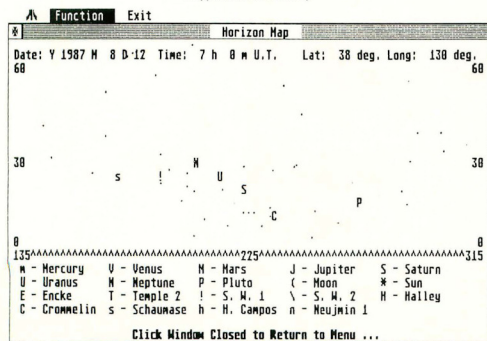 Function Exit
Horizon Map
Date: Y 1987 M 8 D 12 Time: 7 h 0 m U.T. Lat: 38 deg. Long: 130 deg.
60 60
30 30
N
s ! U
S
P
C
0 0
135^^^^^^^^^^^^^^^^^^^^^^^^^^^^^^225^^^^^^^^^^^^^^^^^^^^^^^^^^^^^^315
m - Mercury V - Venus M - Mars J - Jupiter S - Saturn
U - Uranus N - Neptune P - Pluto ( - Moon * - Sun
E - Encke T - Temple 2 ! - S. W. 1 \ - S. W. 2 H - Halley
C - Crommelin s - Schaumase h - H. Campos n - Neujmin 1
Click Window Closed to Return to Menu ...